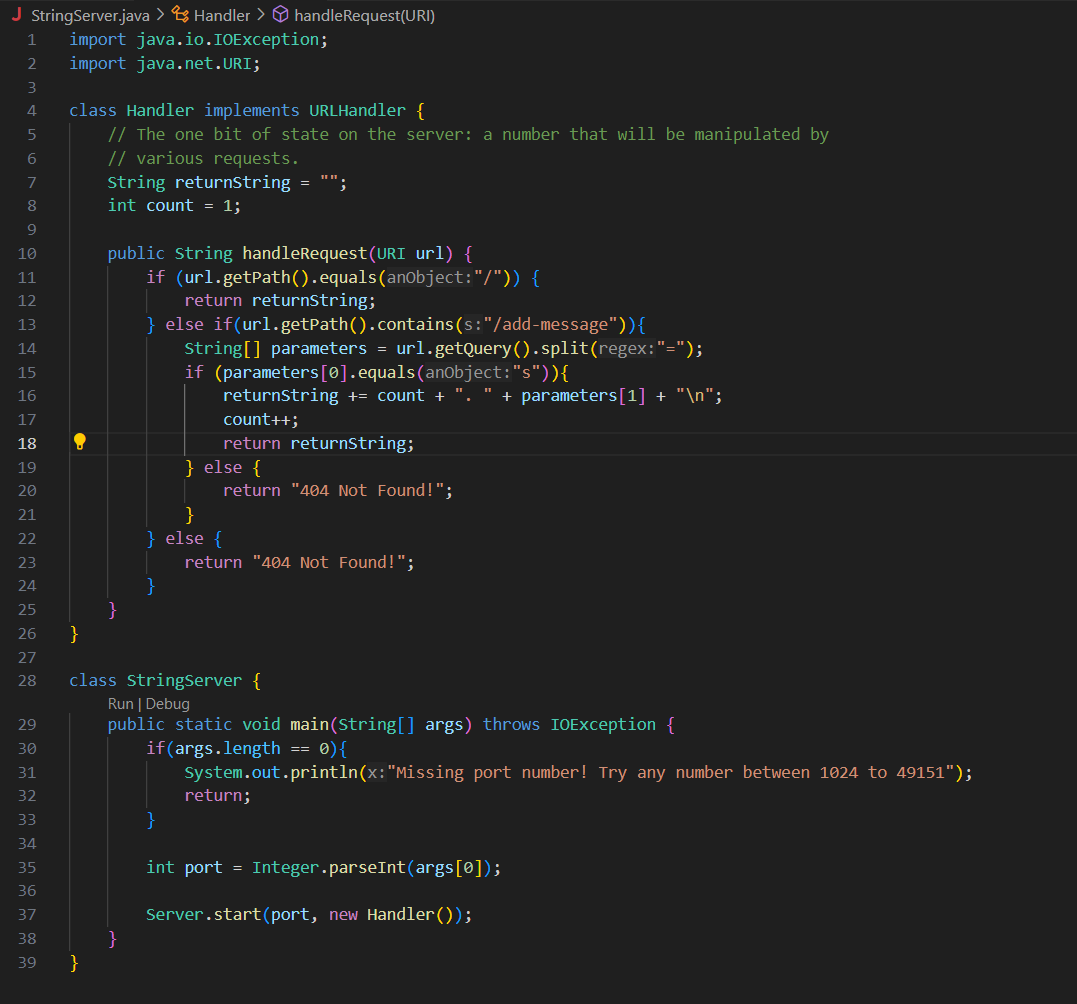 StringServer.java > Handler > handleRequest(URI)
1 import java.io.IOException;
2 import java.net.URI;
3
4 class Handler implements URLHandler {
5     // The one bit of state on the server: a number that will be manipulated by
6     // various requests.
7     String returnString = "";
8     int count = 1;
9
10     public String handleRequest(URI url) {
11         if (url.getPath().equals(anObject:"/")) {
12             return returnString;
13         } else if(url.getPath().contains(s:"/add-message")){
14             String[] parameters = url.getQuery().split(regex:"=");
15             if (parameters[0].equals(anObject:"s")){
16                 returnString += count + ". " + parameters[1] + "\n";
17                 count++;
18                 return returnString;
19             } else {
20                 return "404 Not Found!";
21             }
22         } else {
23             return "404 Not Found!";
24         }
25     }
26 }
27
28 class StringServer {
Run | Debug
29     public static void main(String[] args) throws IOException {
30         if(args.length == 0){
31             System.out.println(x:"Missing port number! Try any number between 1024 to 49151");
32             return;
33         }
34
35         int port = Integer.parseInt(args[0]);
36
37         Server.start(port, new Handler());
38     }
39 }